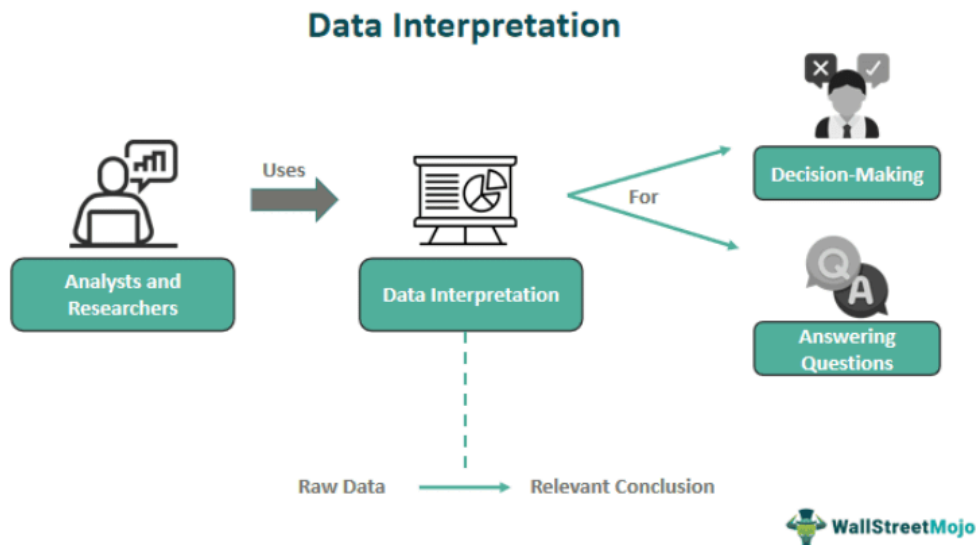 Data Interpretation
Uses
Analysts and
Researchers
Data Interpretation
For
Decision-Making
Q
A
Answering
Questions
Raw Data
Relevant Conclusion
WallStreetMojo